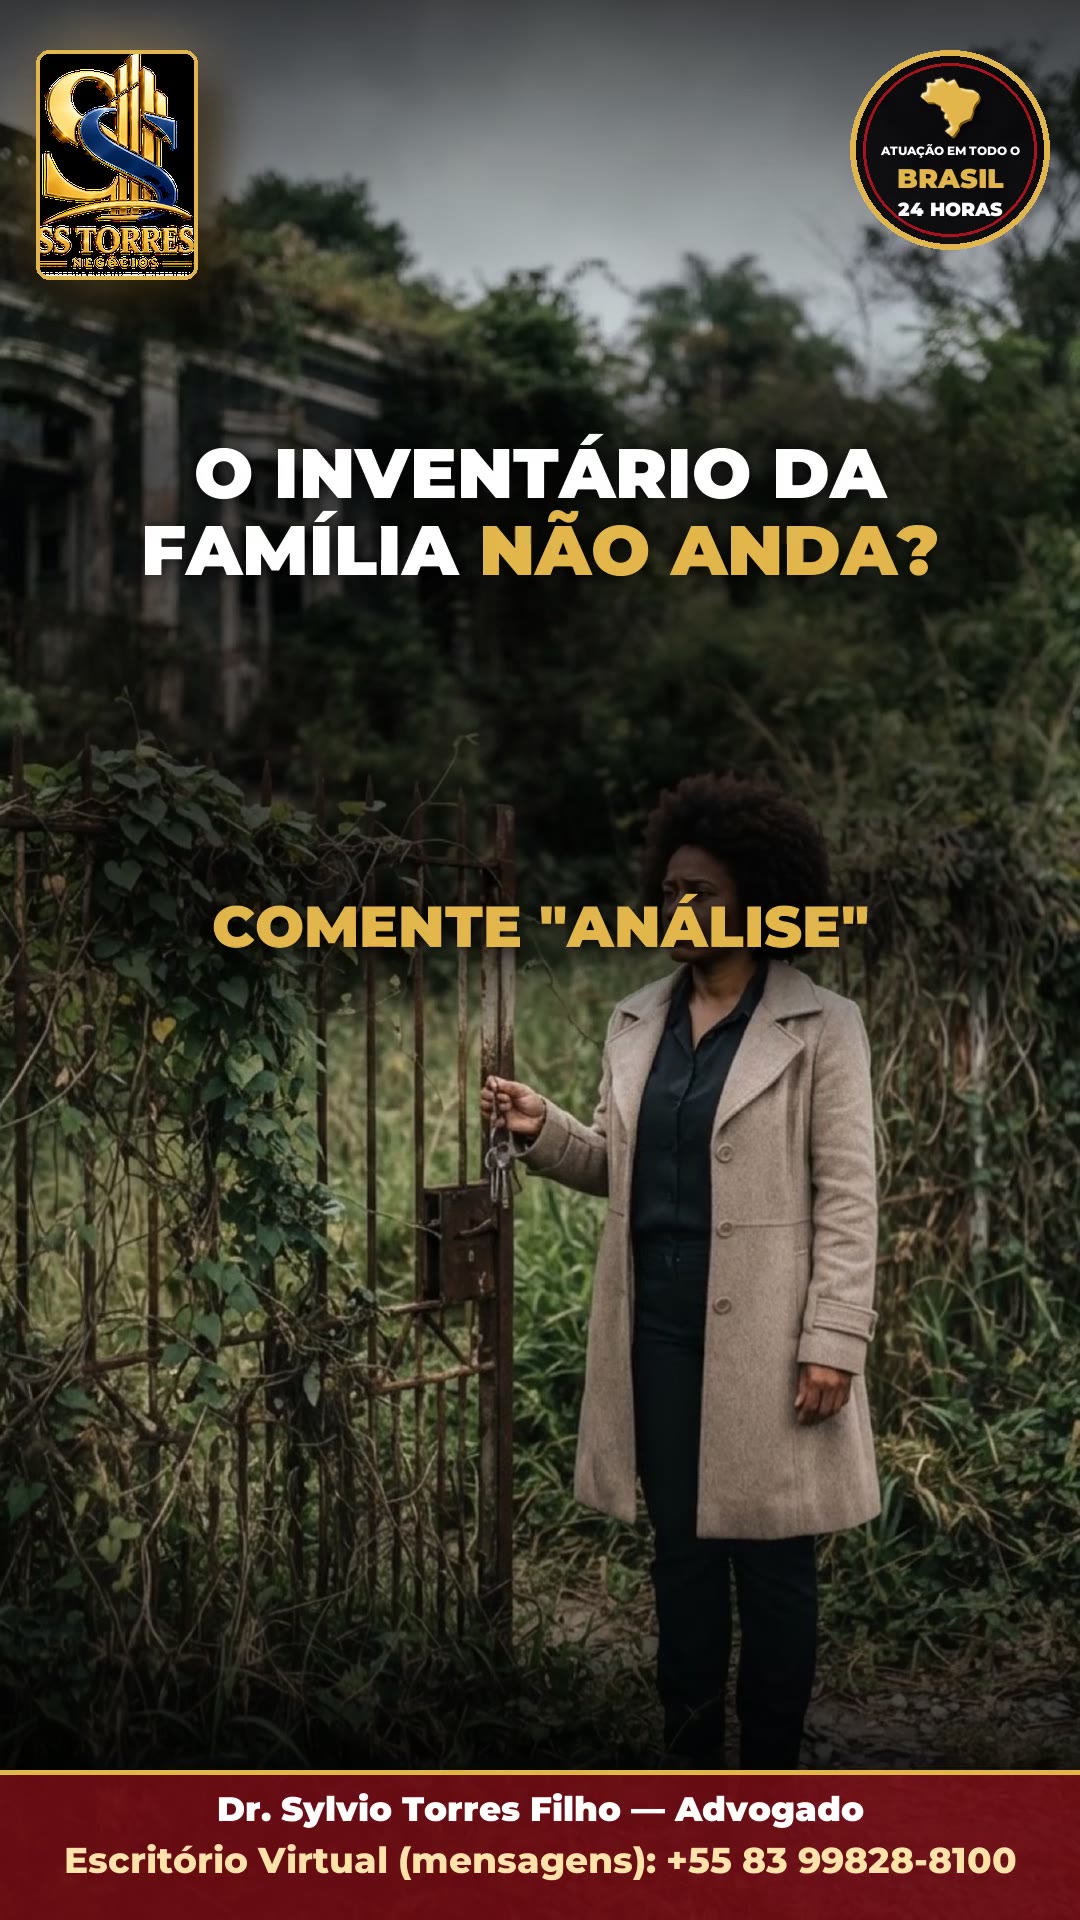 SS TORRES
NEGÓCIOS
ATUAÇÃO EM TODO O
BRASIL
24 HORAS
O INVENTÁRIO DA
FAMÍLIA NÃO ANDA?
COMENTE "ANÁLISE"
Dr. Sylvio Torres Filho — Advogado
Escritório Virtual (mensagens): +55 83 99828-8100